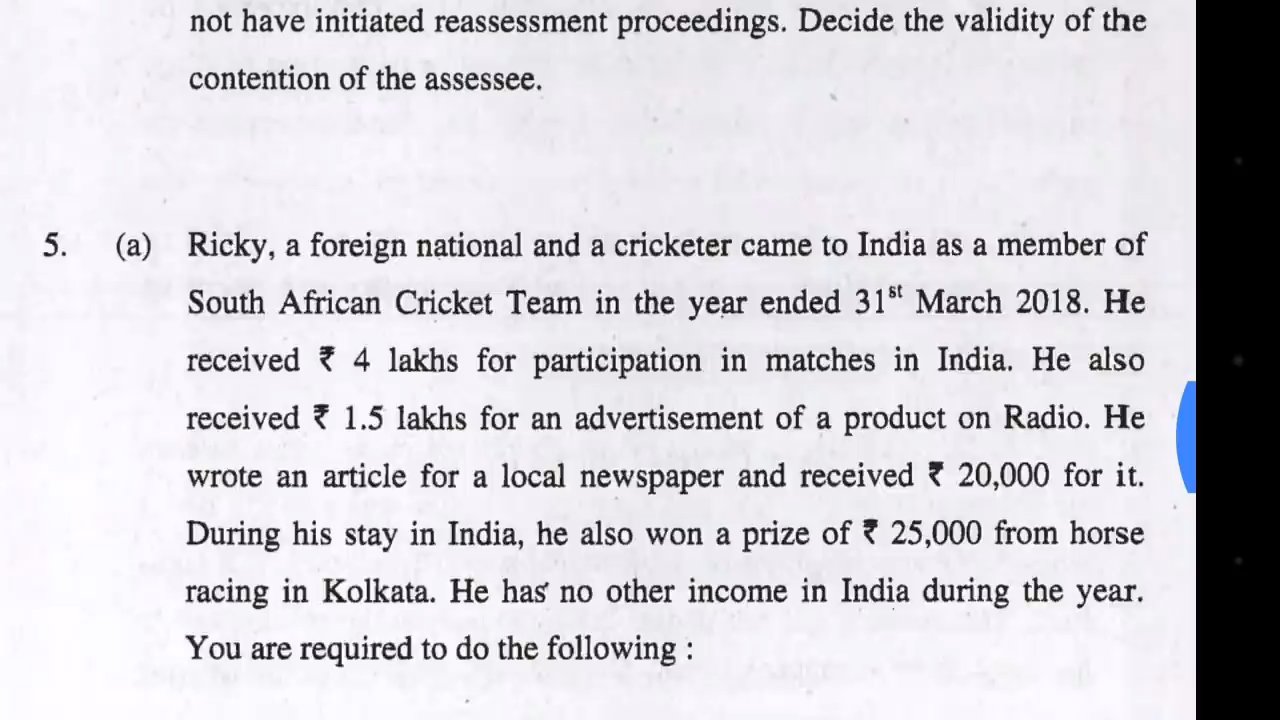 not have initiated reassessment proceedings. Decide the validity of the
contention of the assessee.
5. (a) Ricky, a foreign national and a cricketer came to India as a member of
South African Cricket Team in the year ended 31st March 2018. He
received ₹ 4 lakhs for participation in matches in India. He also
received ₹ 1.5 lakhs for an advertisement of a product on Radio. He
wrote an article for a local newspaper and received ₹ 20,000 for it.
During his stay in India, he also won a prize of ₹ 25,000 from horse
racing in Kolkata. He has no other income in India during the year.
You are required to do the following :